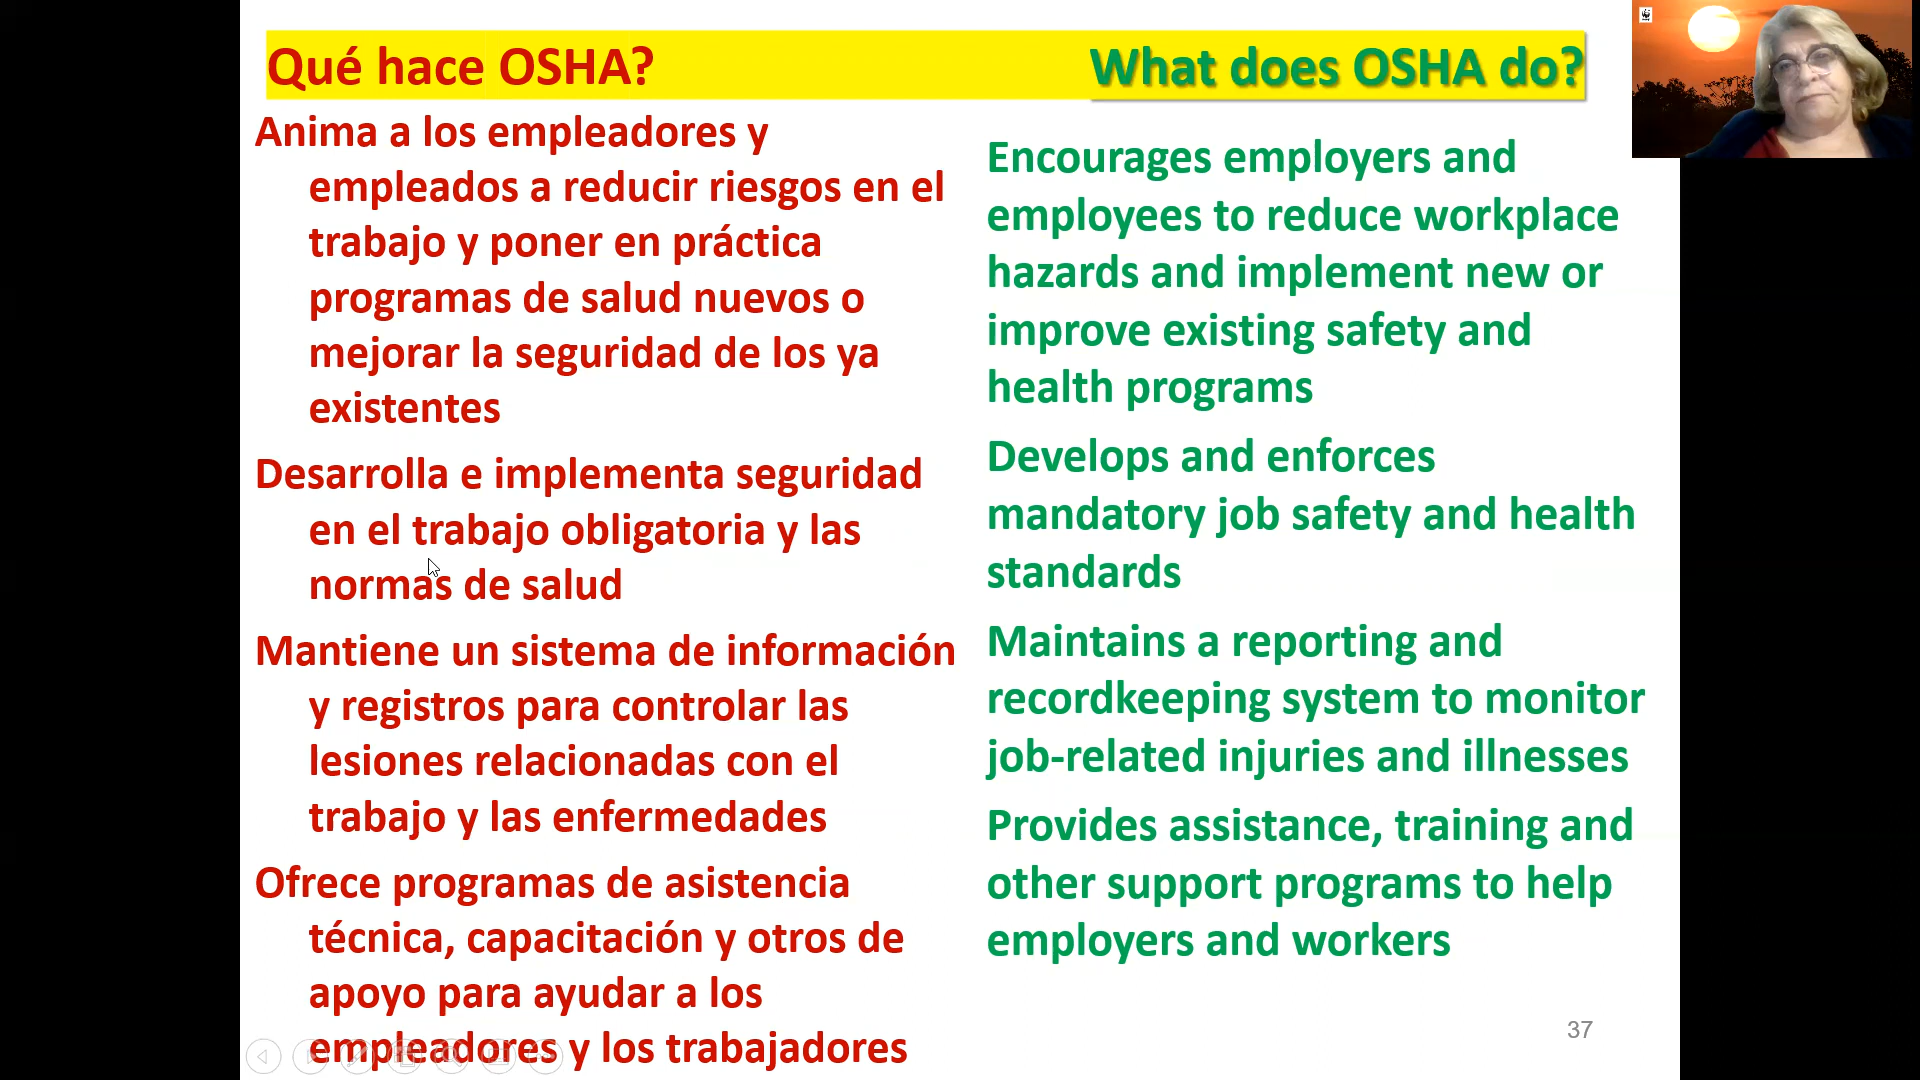 Qué hace OSHA?
What does OSHA do?
Anima a los empleadores y
empleados a reducir riesgos en el
trabajo y poner en práctica
programas de salud nuevos o
mejorar la seguridad de los ya
existentes
Desarrolla e implementa seguridad
en el trabajo obligatoria y las
normas de salud
Mantiene un sistema de información
y registros para controlar las
lesiones relacionadas con el
trabajo y las enfermedades
Ofrece programas de asistencia
técnica, capacitación y otros de
apoyo para ayudar a los
empleadores y los trabajadores
Encourages employers and
employees to reduce workplace
hazards and implement new or
improve existing safety and
health programs
Develops and enforces
mandatory job safety and health
standards
Maintains a reporting and
recordkeeping system to monitor
job-related injuries and illnesses
Provides assistance, training and
other support programs to help
employers and workers
37